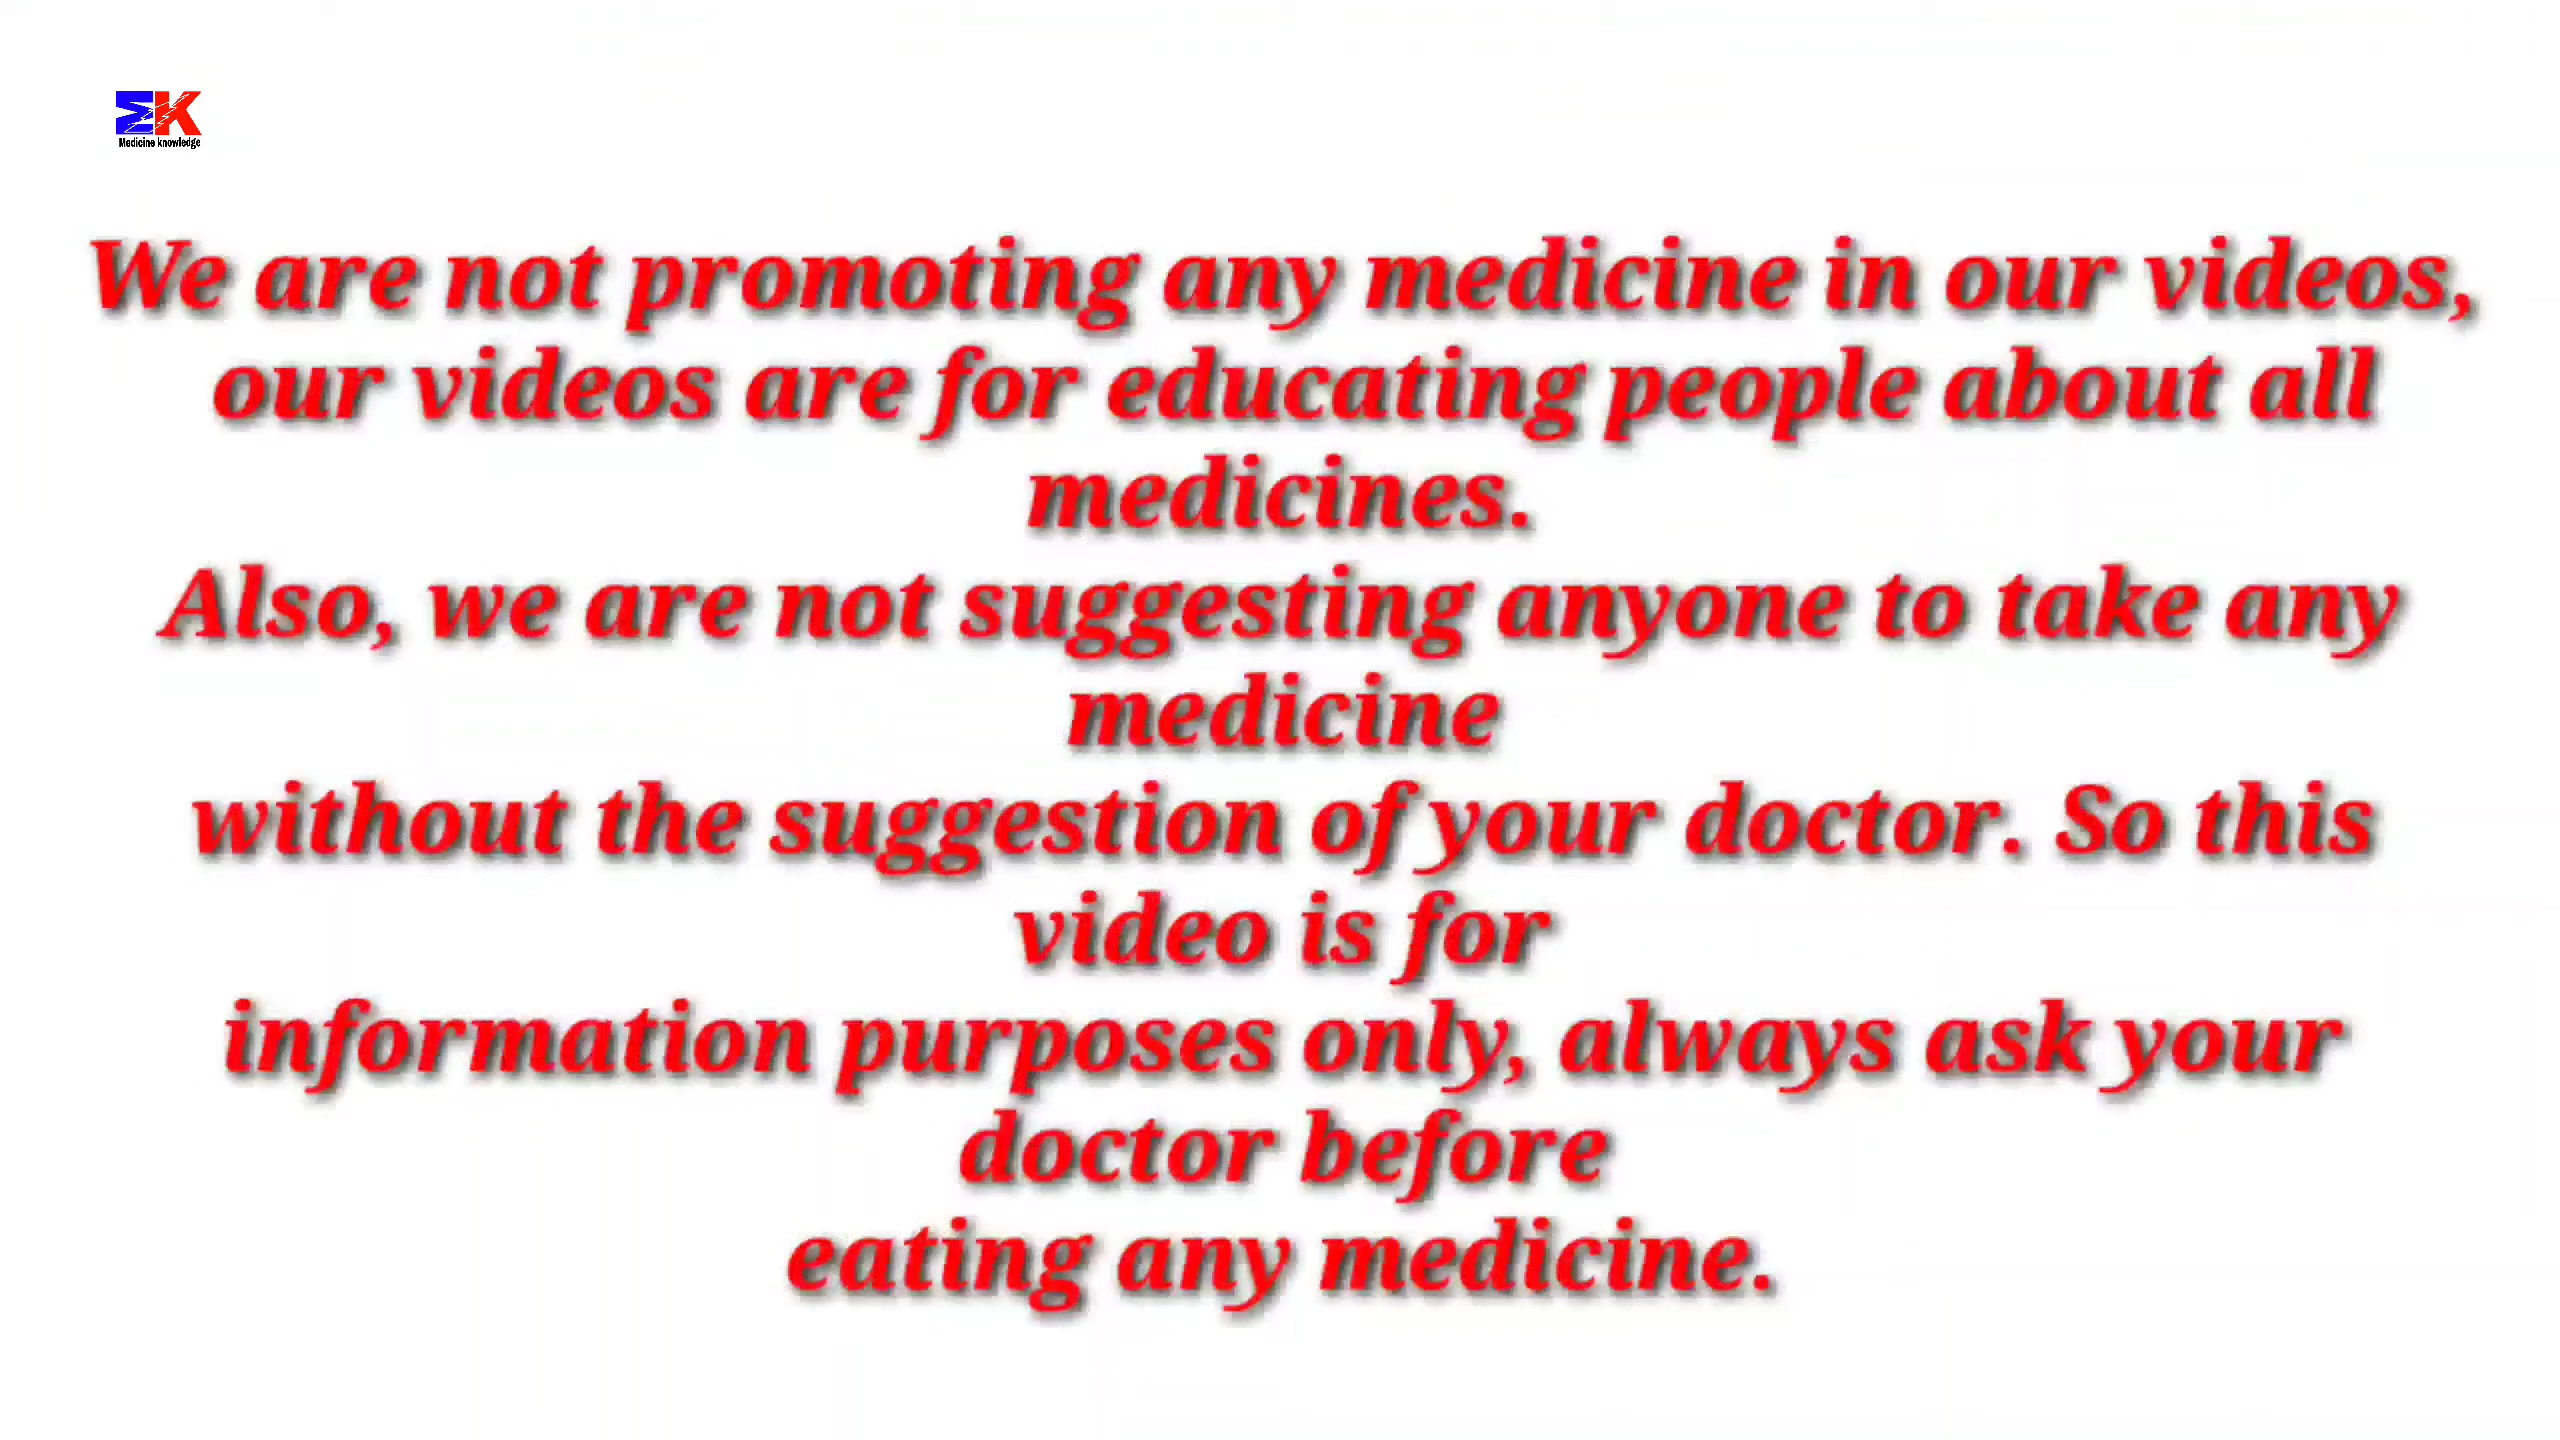 MK
Medicine knowledge
We are not promoting any medicine in our videos,
our videos are for educating people about all
medicines.
Also, we are not suggesting anyone to take any
medicine
without the suggestion of your doctor. So this
video is for
information purposes only, always ask your
doctor before
eating any medicine.